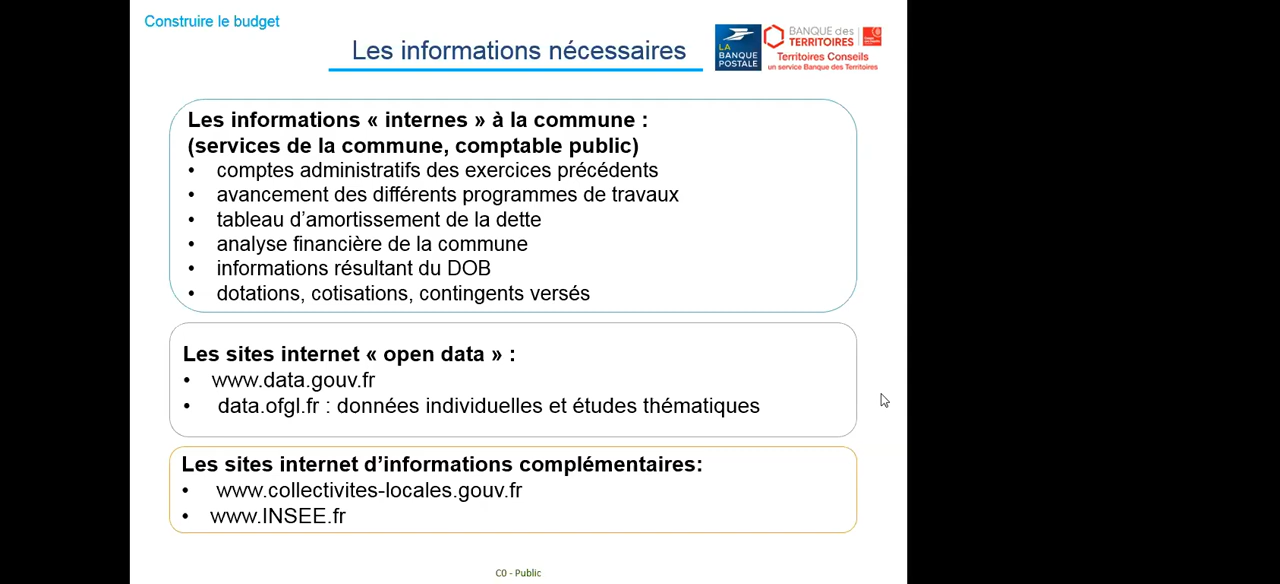 Construire le budget
Les informations nécessaires
LA
BANQUE
POSTALE
BANQUE des
TERRITOIRES
Territoires Conseils
un service Banque des Territoires
Les informations « internes » à la commune :
(services de la commune, comptable public)
• comptes administratifs des exercices précédents
• avancement des différents programmes de travaux
• tableau d’amortissement de la dette
• analyse financière de la commune
• informations résultant du DOB
• dotations, cotisations, contingents versés
Les sites internet « open data » :
• www.data.gouv.fr
• data.ofgl.fr : données individuelles et études thématiques
Les sites internet d’informations complémentaires:
• www.collectivites-locales.gouv.fr
• www.INSEE.fr
C0 - Public